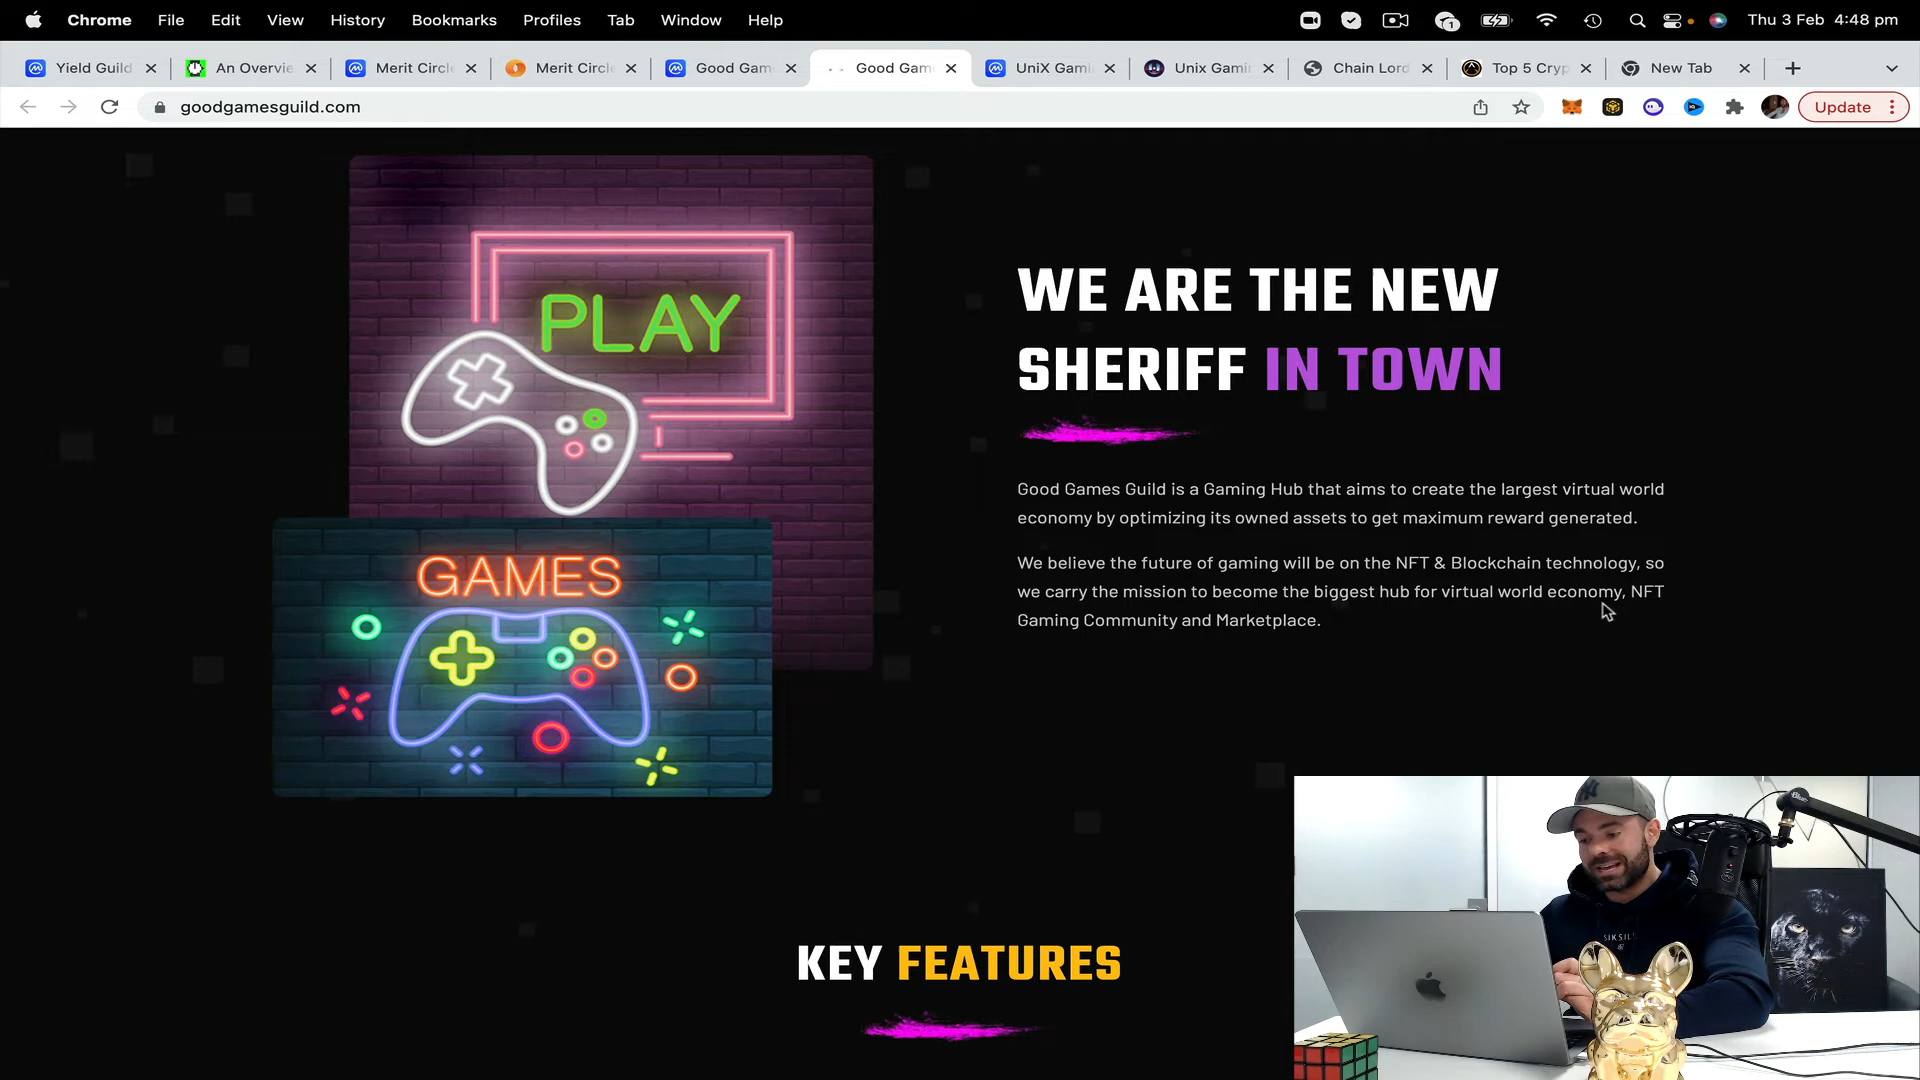 Chrome File Edit View History Bookmarks Profiles Tab Window Help
1
Thu 3 Feb 4:48 pm
Yield Guild
An Overvie
Merit Circle
Merit Circle
Good Gam
Good Gam
UniX Gami
Unix Gami
Chain Lord
Top 5 Cryp
New Tab
goodgamesguild.com
Update
PLAY
GAMES
WE ARE THE NEW
SHERIFF IN TOWN
Good Games Guild is a Gaming Hub that aims to create the largest virtual world
economy by optimizing its owned assets to get maximum reward generated.
We believe the future of gaming will be on the NFT & Blockchain technology, so
we carry the mission to become the biggest hub for virtual world economy, NFT
Gaming Community and Marketplace.
KEY FEATURES
Blue